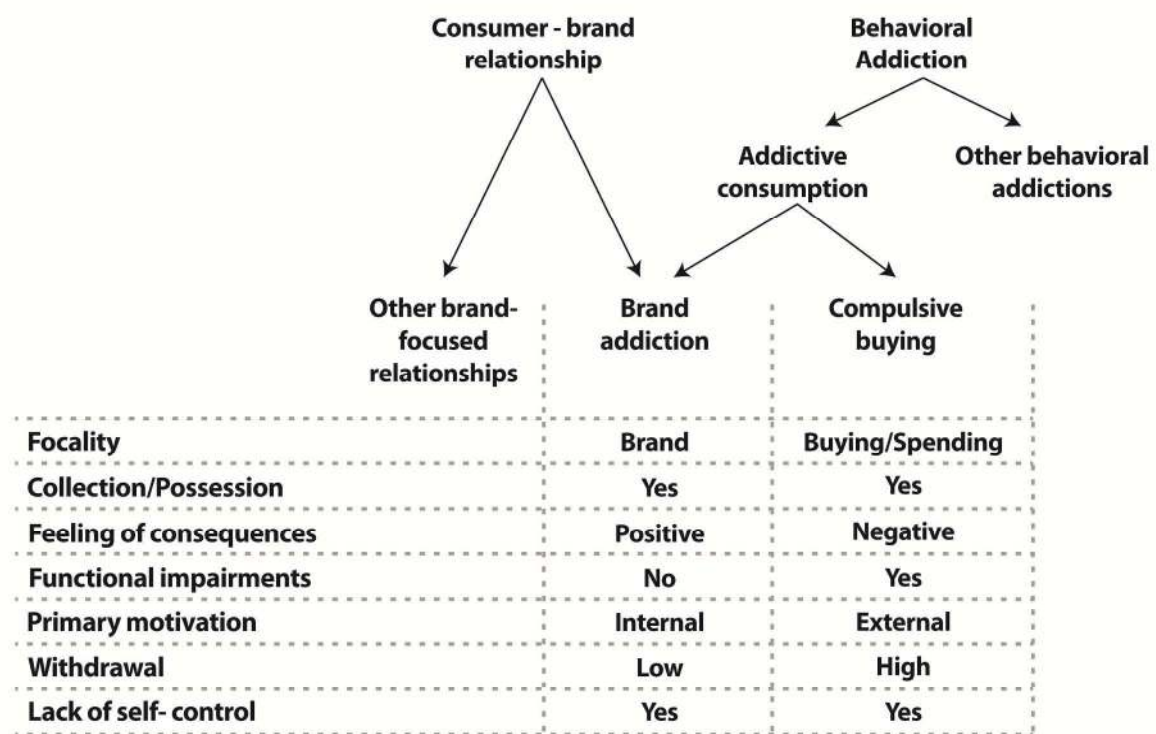 Consumer - brand
relationship
Behavioral
Addiction
Addictive
consumption
Other behavioral
addictions
Other brand-
focused
relationships
Brand
addiction
Compulsive
buying
Focality Brand Buying/Spending
Collection/Possession Yes Yes
Feeling of consequences Positive Negative
Functional impairments No Yes
Primary motivation Internal External
Withdrawal Low High
Lack of self- control Yes Yes